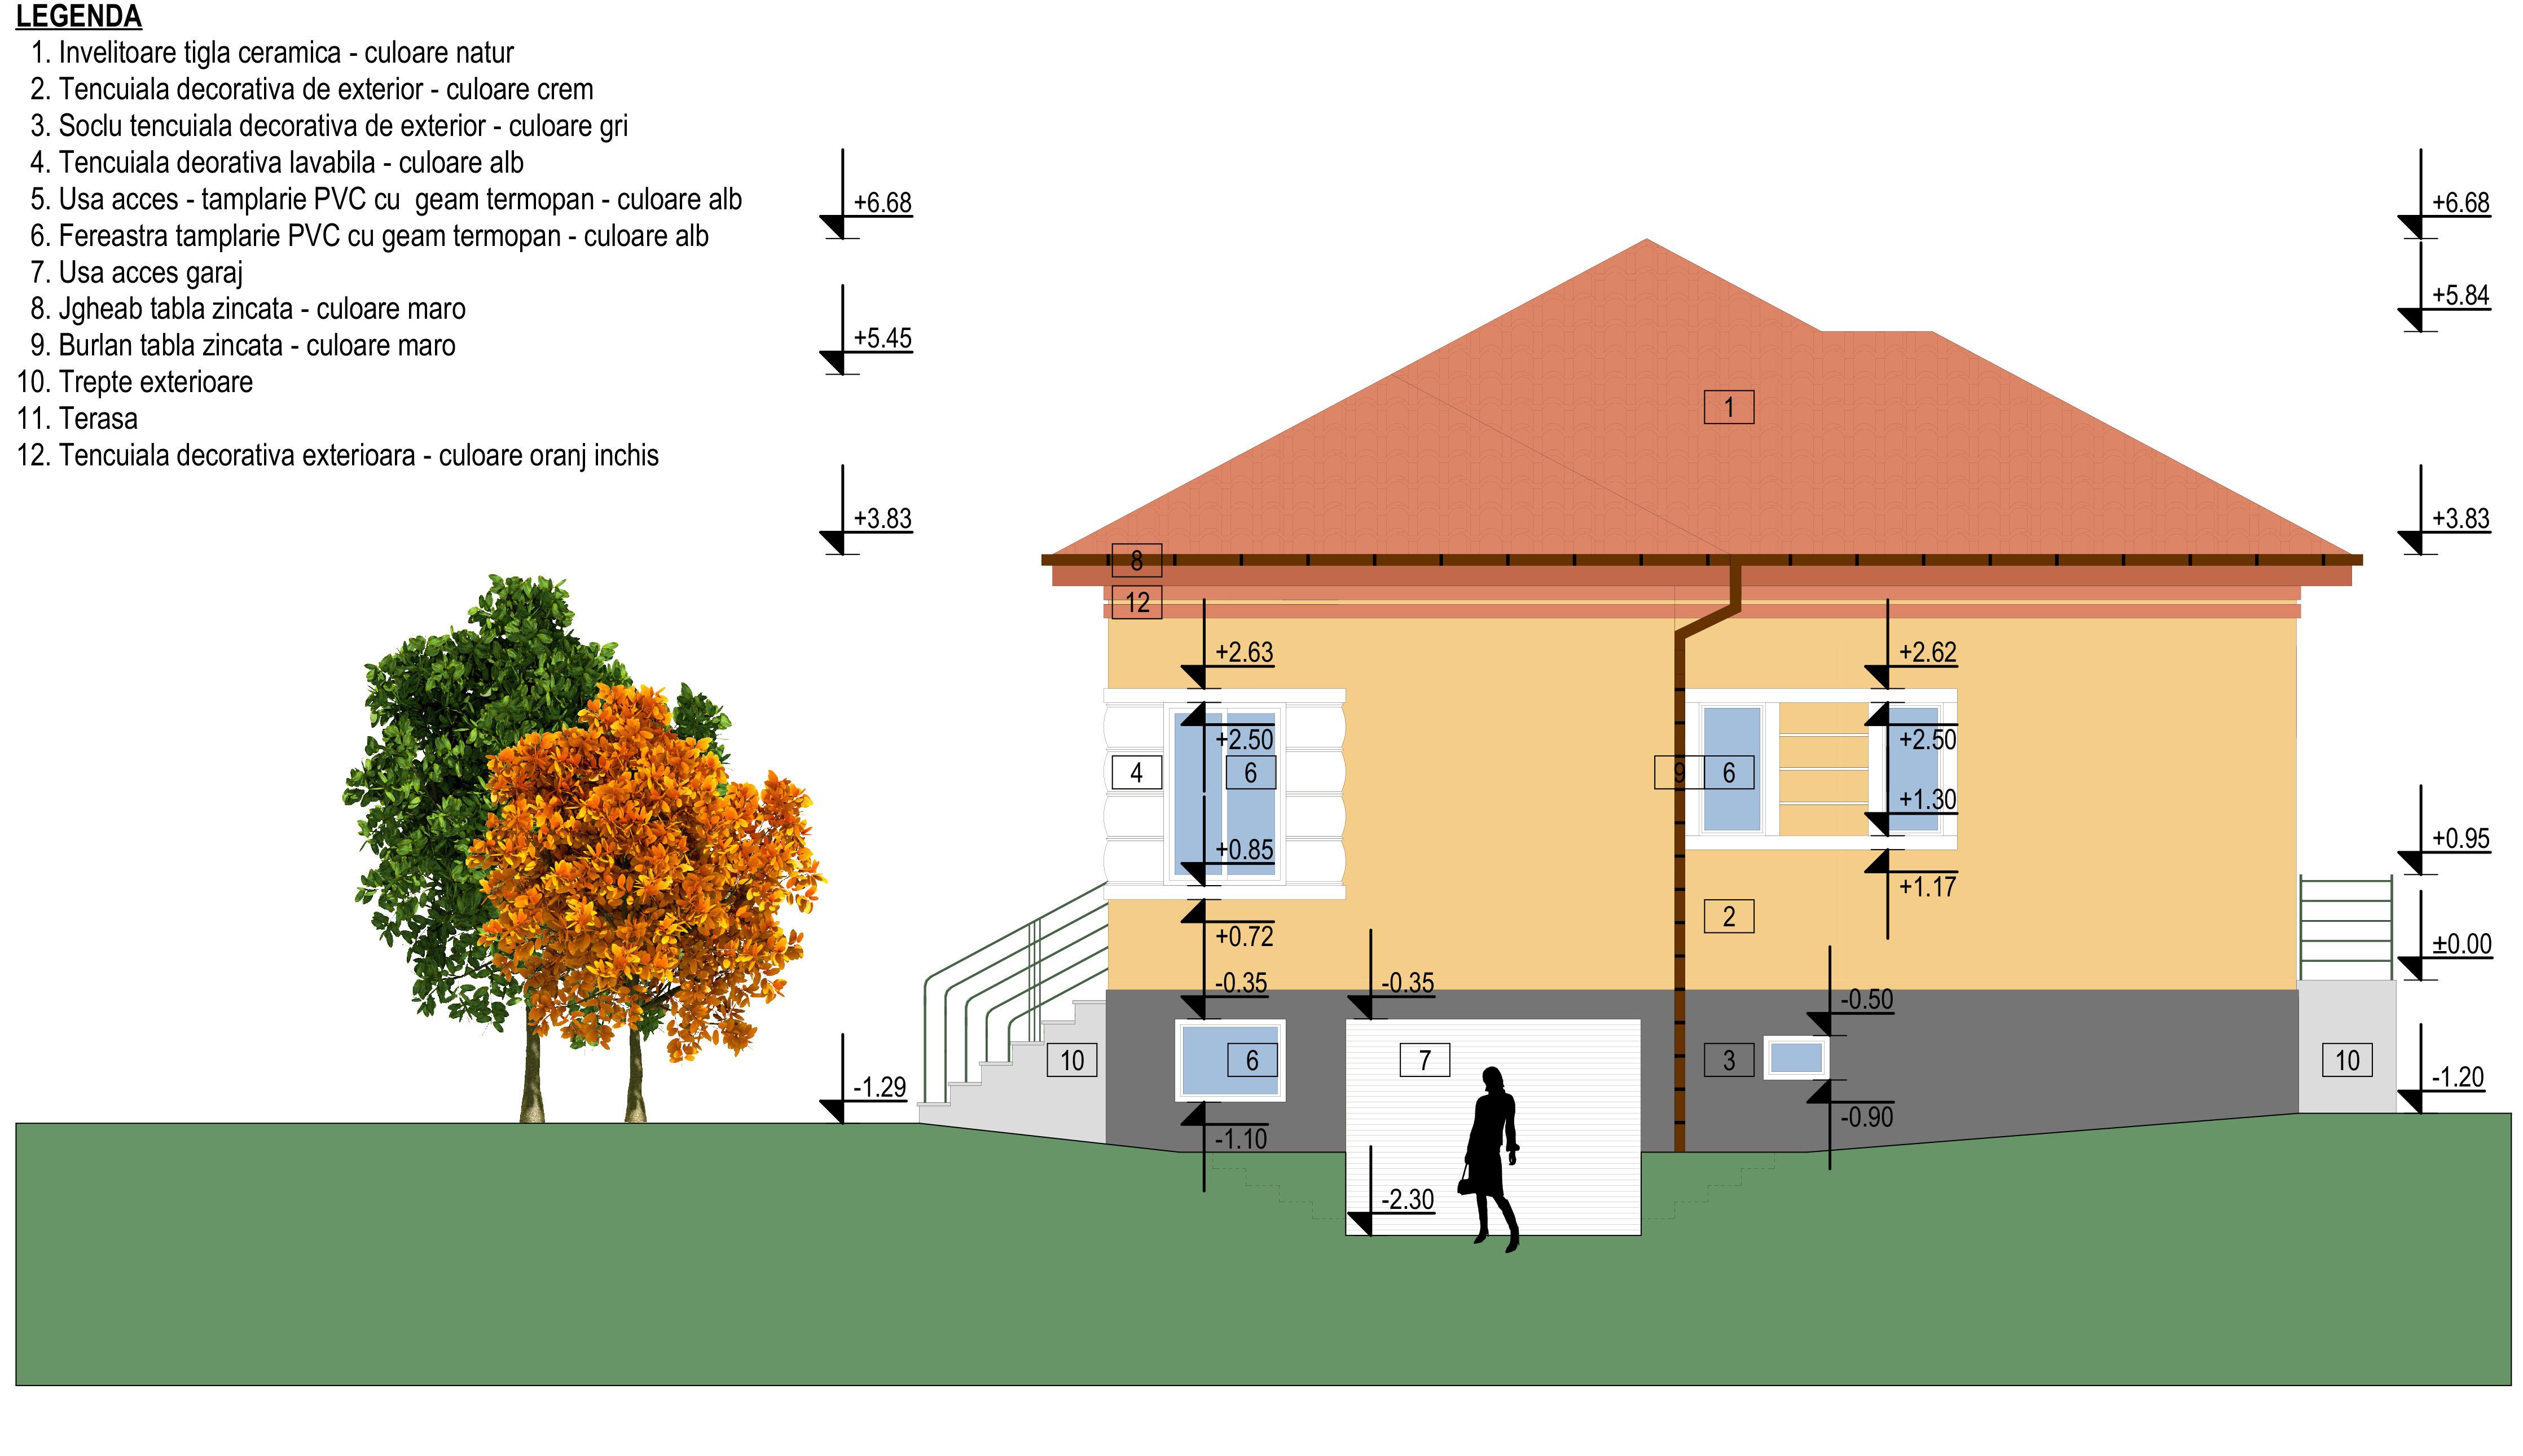 LEGENDA
1. Invelitoare tigla ceramica - culoare natur
2. Tencuiala decorativa de exterior - culoare crem
3. Soclu tencuiala decorativa de exterior - culoare gri
4. Tencuiala deorativa lavabila - culoare alb
5. Usa acces - tamplarie PVC cu  geam termopan - culoare alb
6. Fereastra tamplarie PVC cu geam termopan - culoare alb
7. Usa acces garaj
8. Jgheab tabla zincata - culoare maro
9. Burlan tabla zincata - culoare maro
10. Trepte exterioare
11. Terasa
12. Tencuiala decorativa exterioara - culoare oranj inchis
+6.68
+5.45
+3.83
-1.29
+6.68
+5.84
+3.83
+0.95
±0.00
-1.20
1
8
12
+2.63
+2.62
+2.50
+2.50
4
6
9
6
+1.30
+0.85
+1.17
2
+0.72
-0.35
-0.35
-0.50
10
6
7
3
10
-0.90
-1.10
-2.30